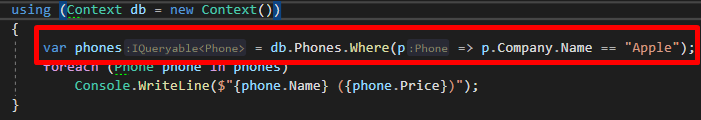 using (Context db = new Context())
{
var phones:IQueryable<Phone> = db.Phones.Where(p:Phone => p.Company.Name == "Apple");
foreach (Phone phone in phones)
Console.WriteLine($"{phone.Name} ({phone.Price})");
}